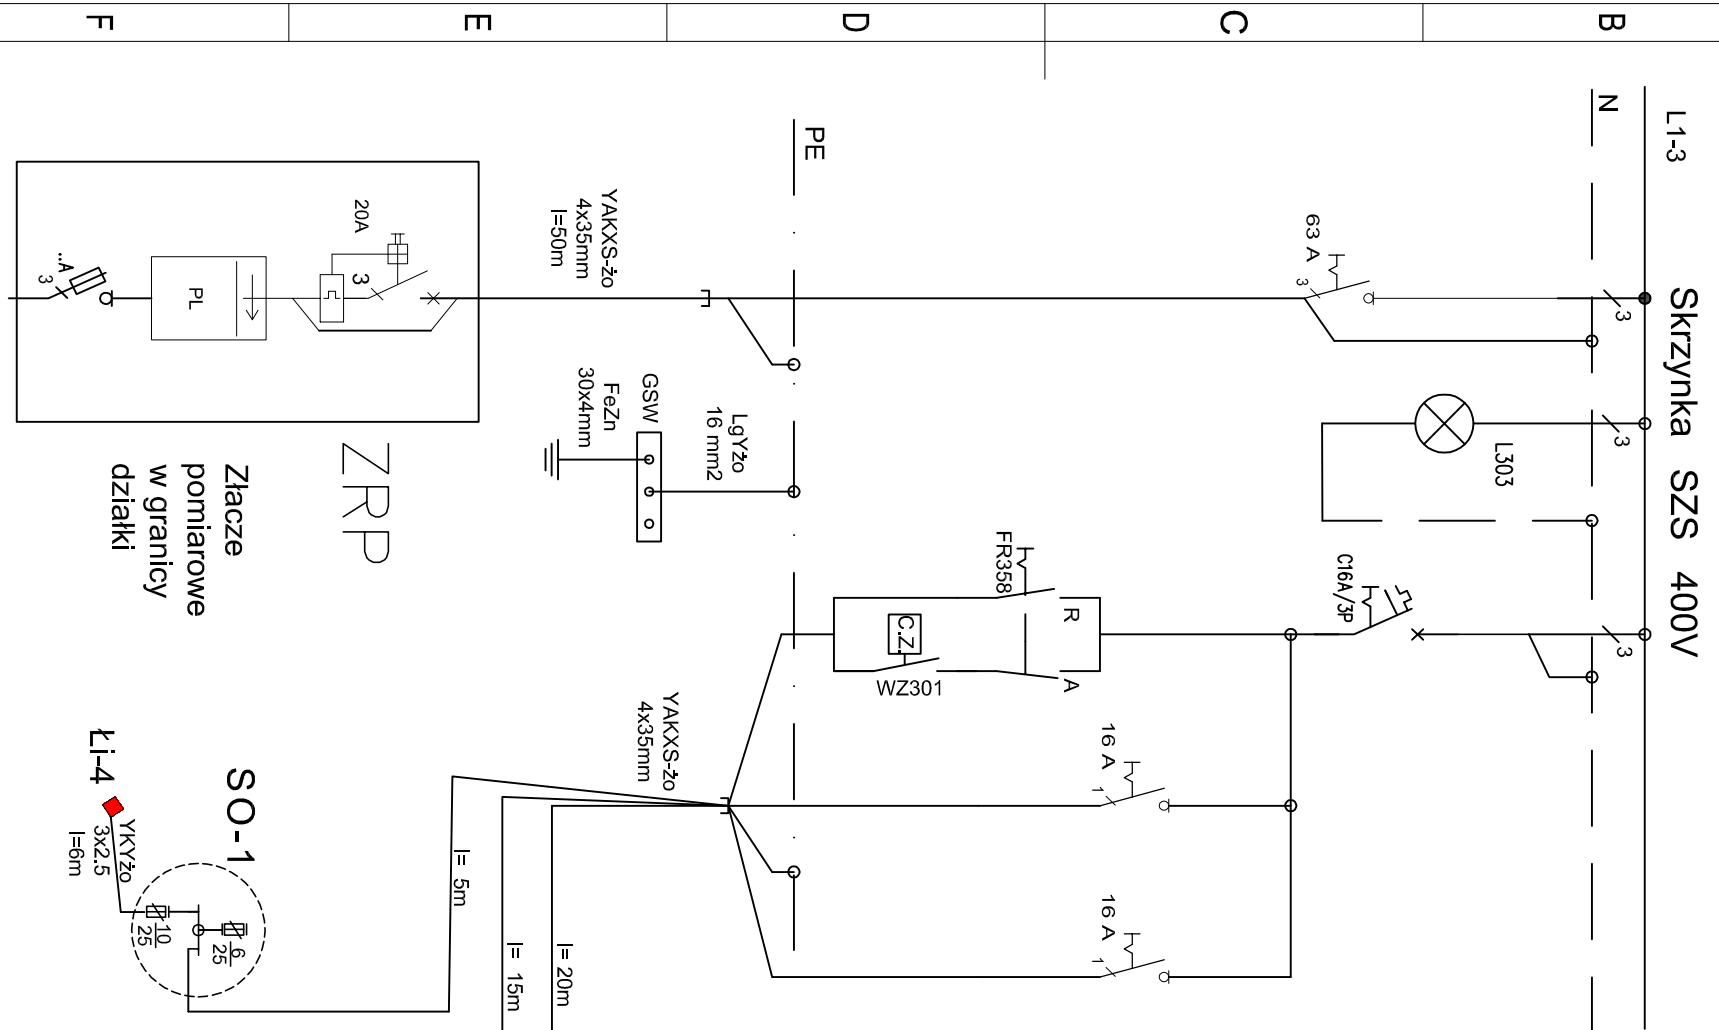 F
E
D
C
B
L1-3
Skrzynka SZS 400V
N
PE
3
3
3
63 A
3
L303
C16A/3P
YAKXS-żo
4x35mm
l=50m
20A
3
PL
...A
3
ZRP
Złacze
pomiarowe
w granicy
działki
GSW
FeZn
30x4mm
LgYżo
16 mm2
FR358
R
A
C.Z.
WZ301
16 A
1
16 A
1
YAKXS-żo
4x35mm
l= 5m
l= 15m
l= 20m
SO-1
Łi-4
YKYżo
3x2.5
l=6m
10
25
6
25